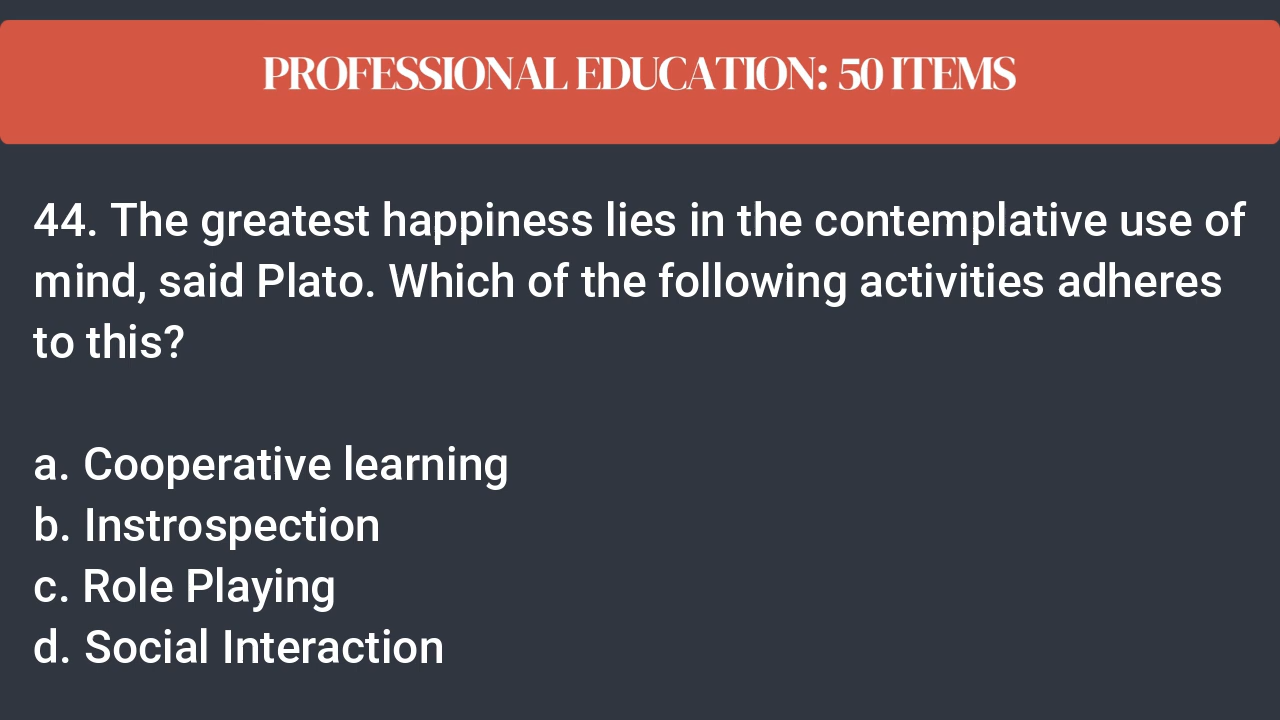 PROFESSIONAL EDUCATION: 50 ITEMS
44. The greatest happiness lies in the contemplative use of
mind, said Plato. Which of the following activities adheres
to this?
a. Cooperative learning
b. Instrospection
c. Role Playing
d. Social Interaction